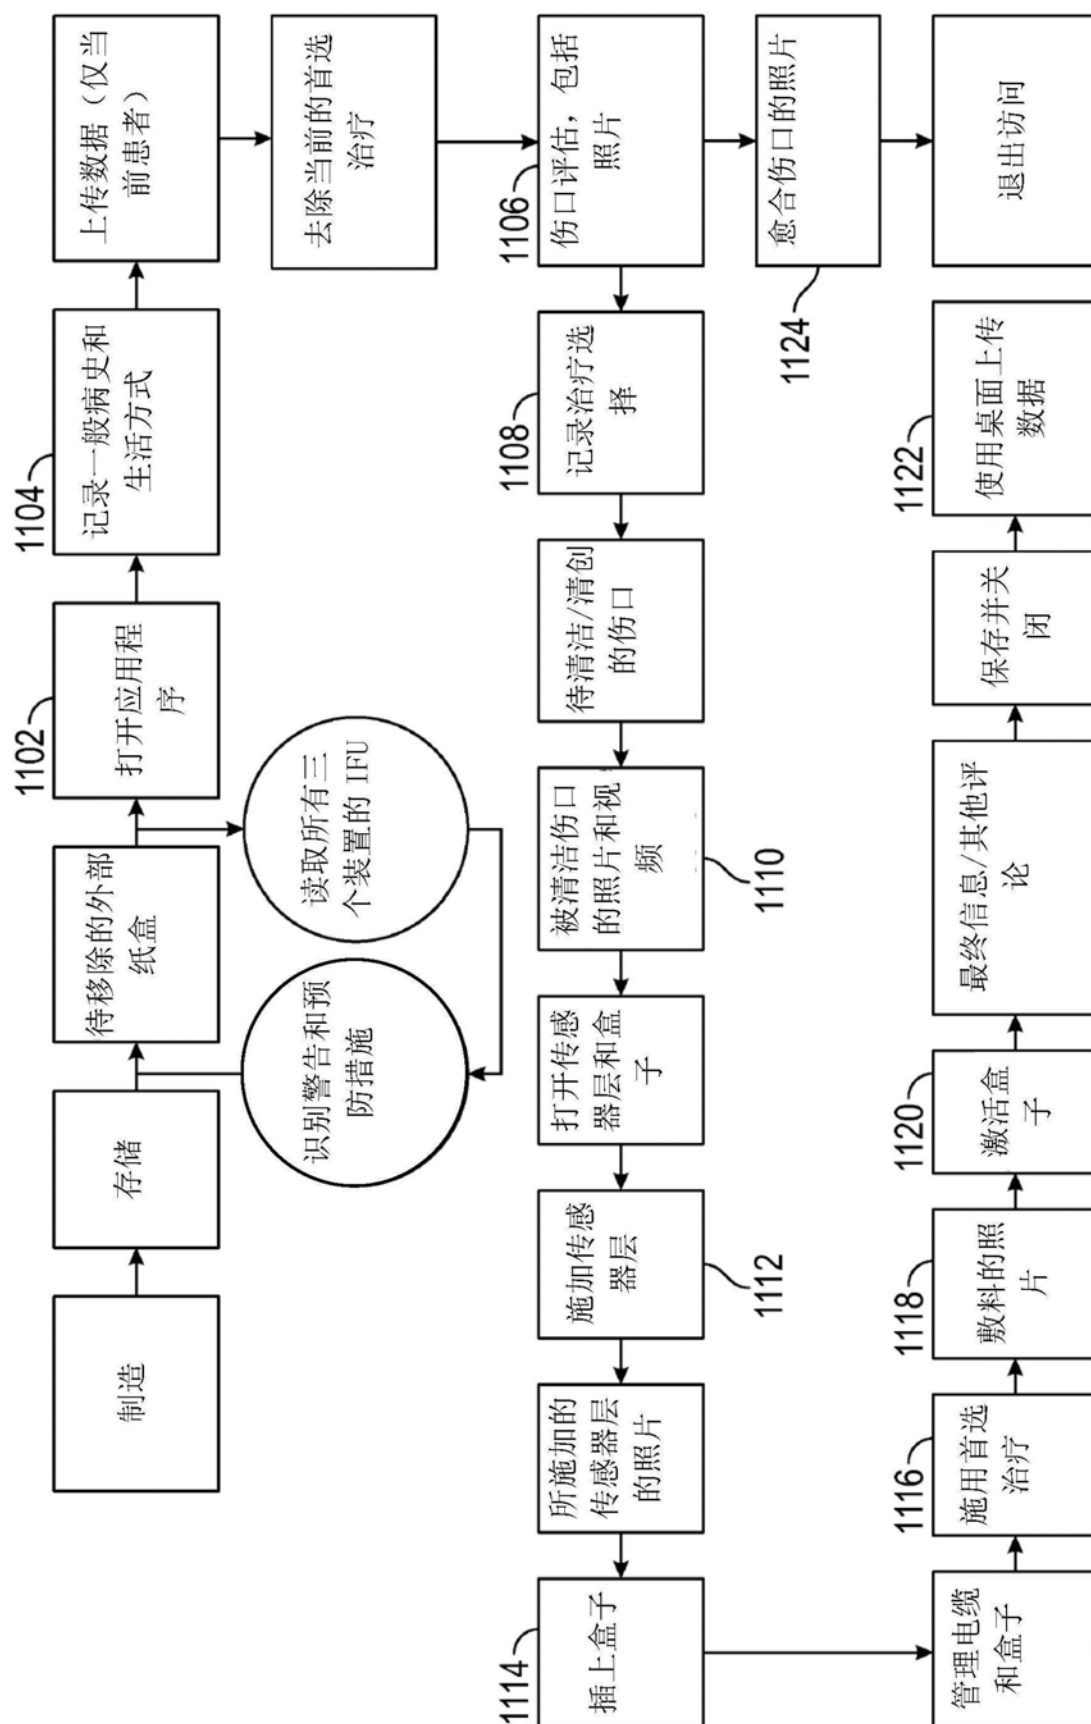 制造
存储
待移除的外部
纸盒
1102
打开应用程
序
1104
记录一般病史和
生活方式
上传数据（仅当
前患者）
识别警告和预
防措施
读取所有三
个装置的 IFU
去除当前的首选
治疗
1106
伤口评估，包括
照片
1108
记录治疗选
择
待清洁/清创
的伤口
被清洁伤口
的照片和视
频
1110
打开传感
器层和盒
子
施加传感
器层
1112
所施加的
传感器层
的照片
1114
插上盒子
愈合伤口的照片
1124
管理电缆
和盒子
1116
施用首选
治疗
1118
敷料的照
片
1120
激活盒
子
最终信息/其他评
论
保存并关
闭
1122
使用桌面上传
数据
退出访问